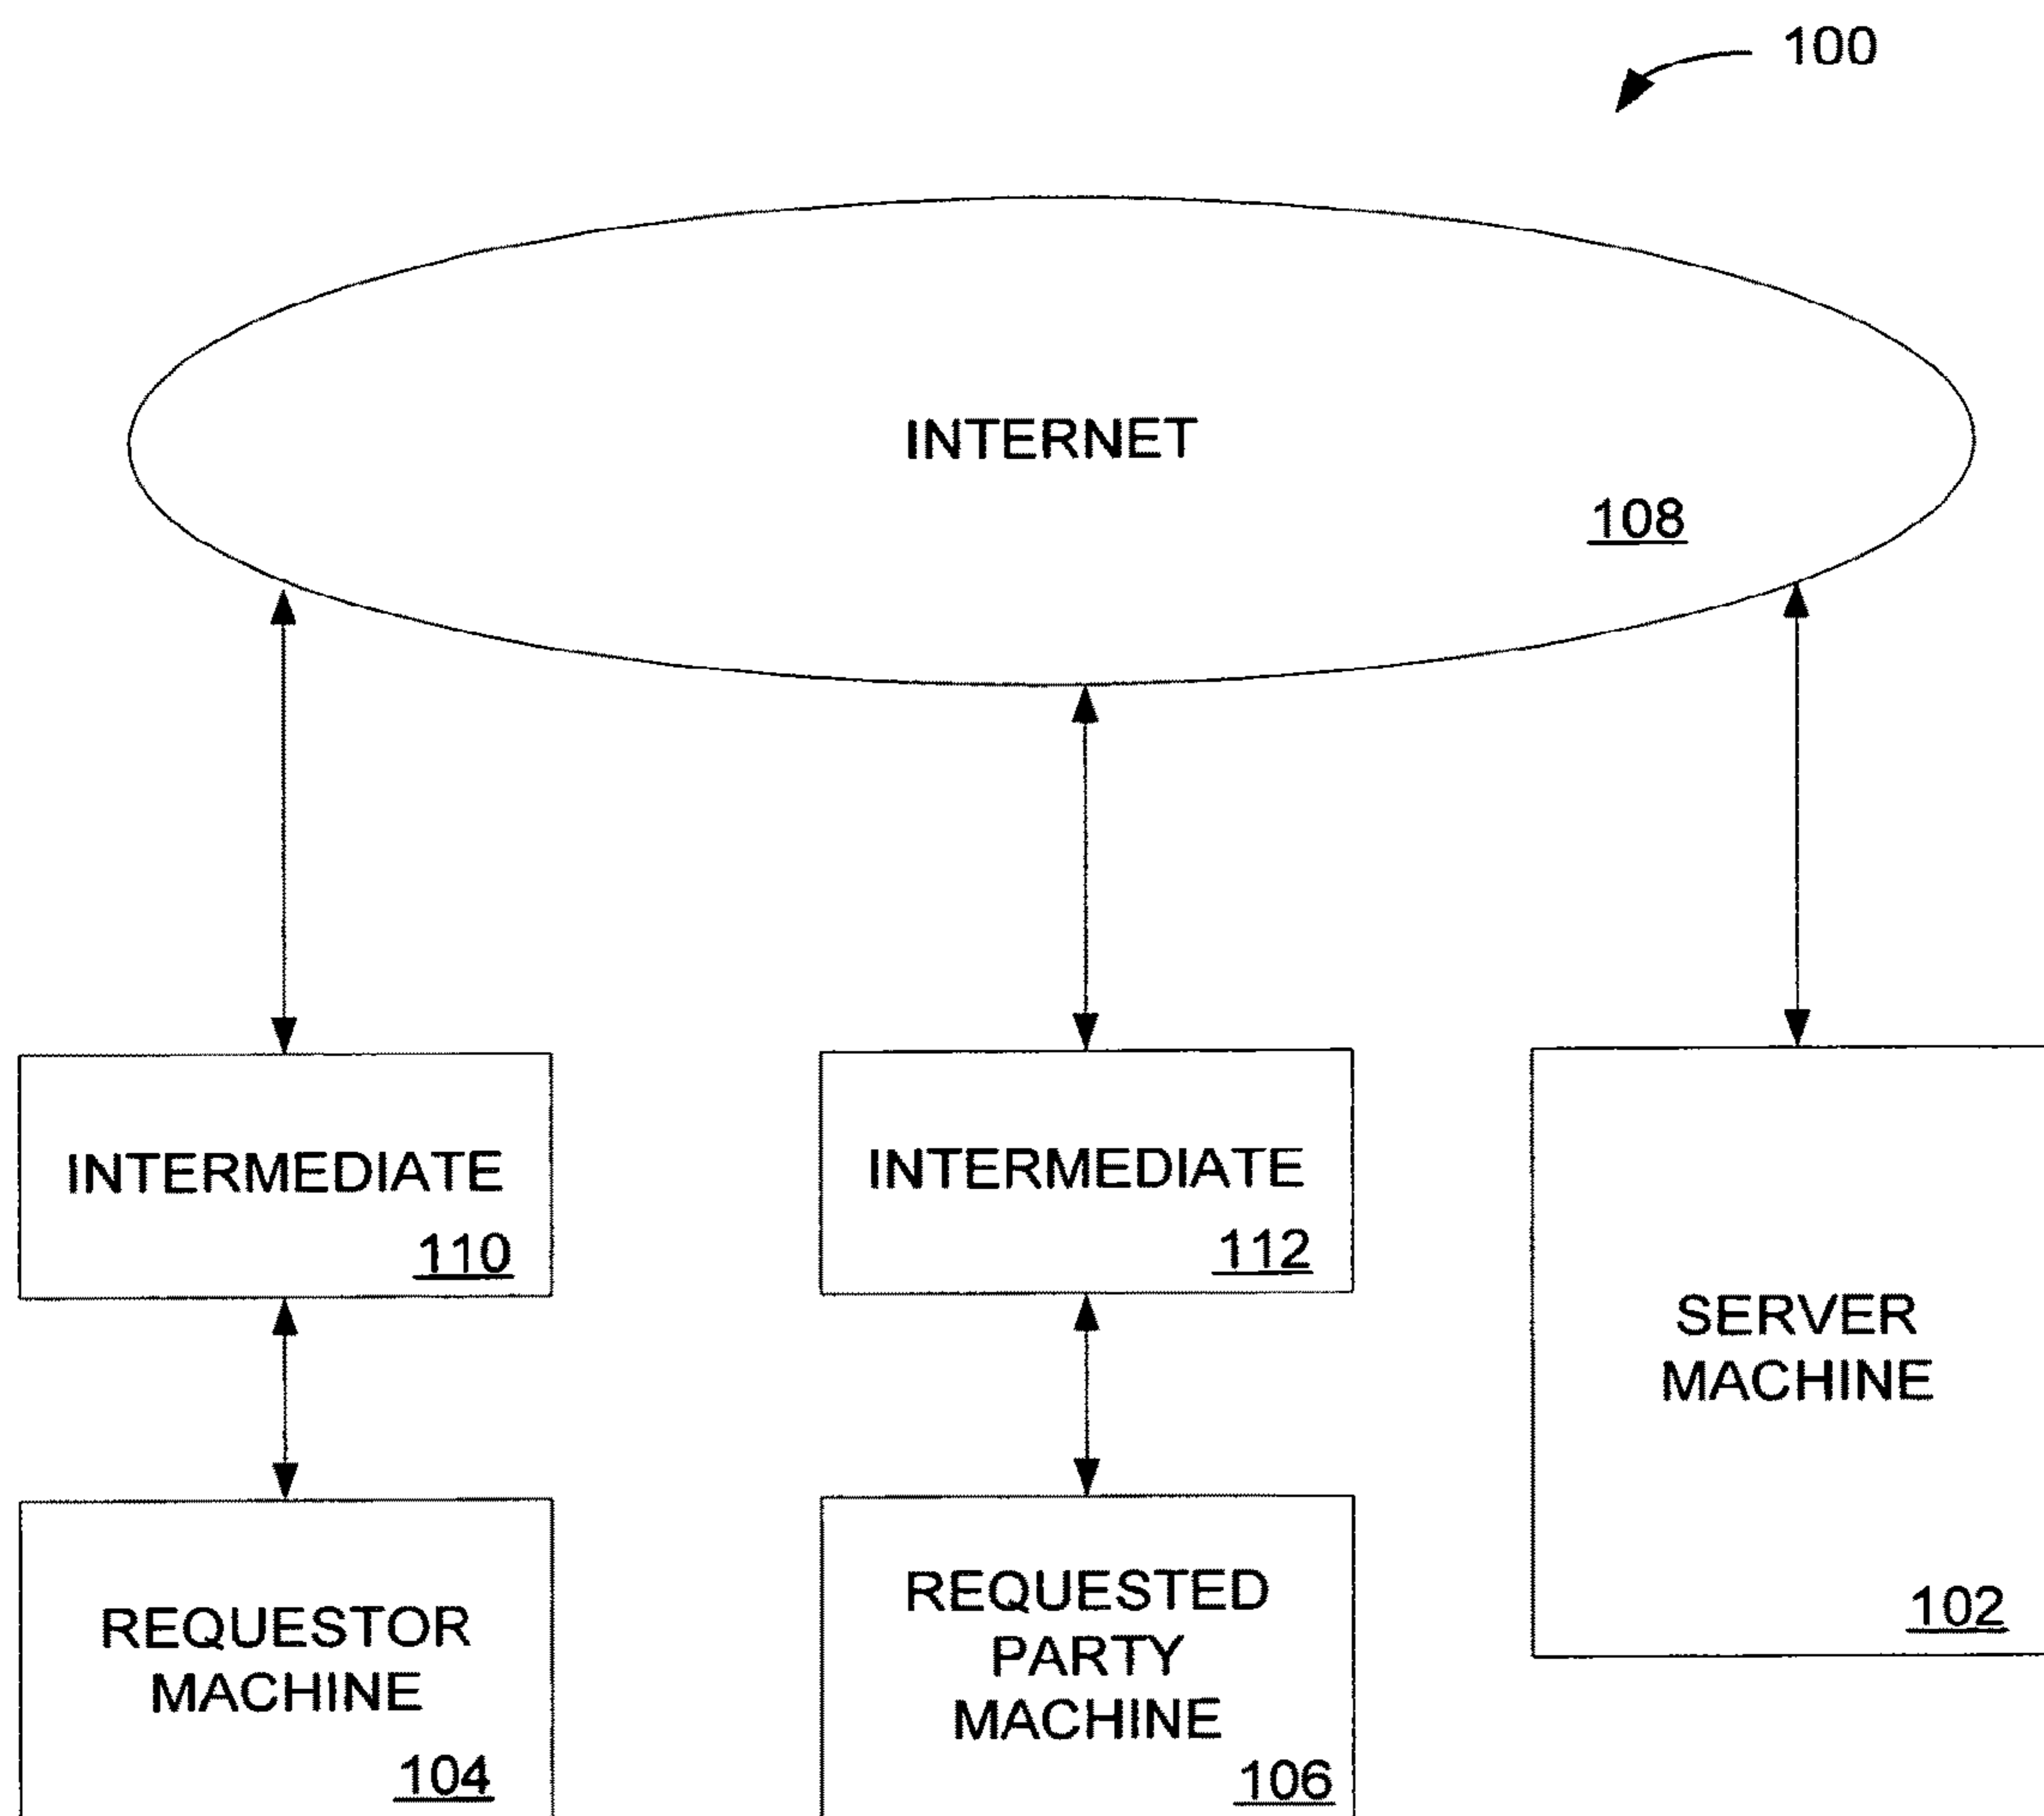 100
INTERNET
108
INTERMEDIATE
110
INTERMEDIATE
112
SERVER
MACHINE
102
REQUESTOR
MACHINE
104
REQUESTED
PARTY
MACHINE
106